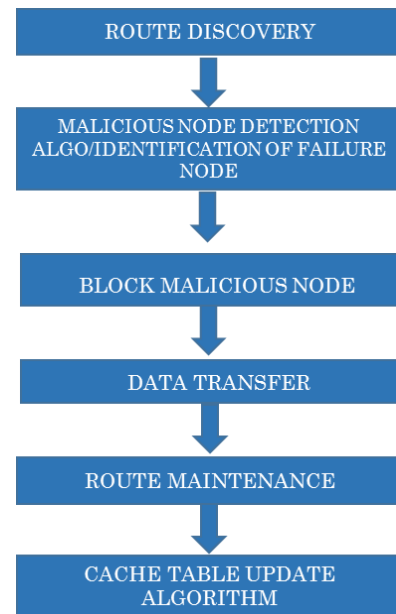 ROUTE DISCOVERY
MALICIOUS NODE DETECTION
ALGO/IDENTIFICATION OF FAILURE
NODE
BLOCK MALICIOUS NODE
DATA TRANSFER
ROUTE MAINTENANCE
CACHE TABLE UPDATE
ALGORITHM